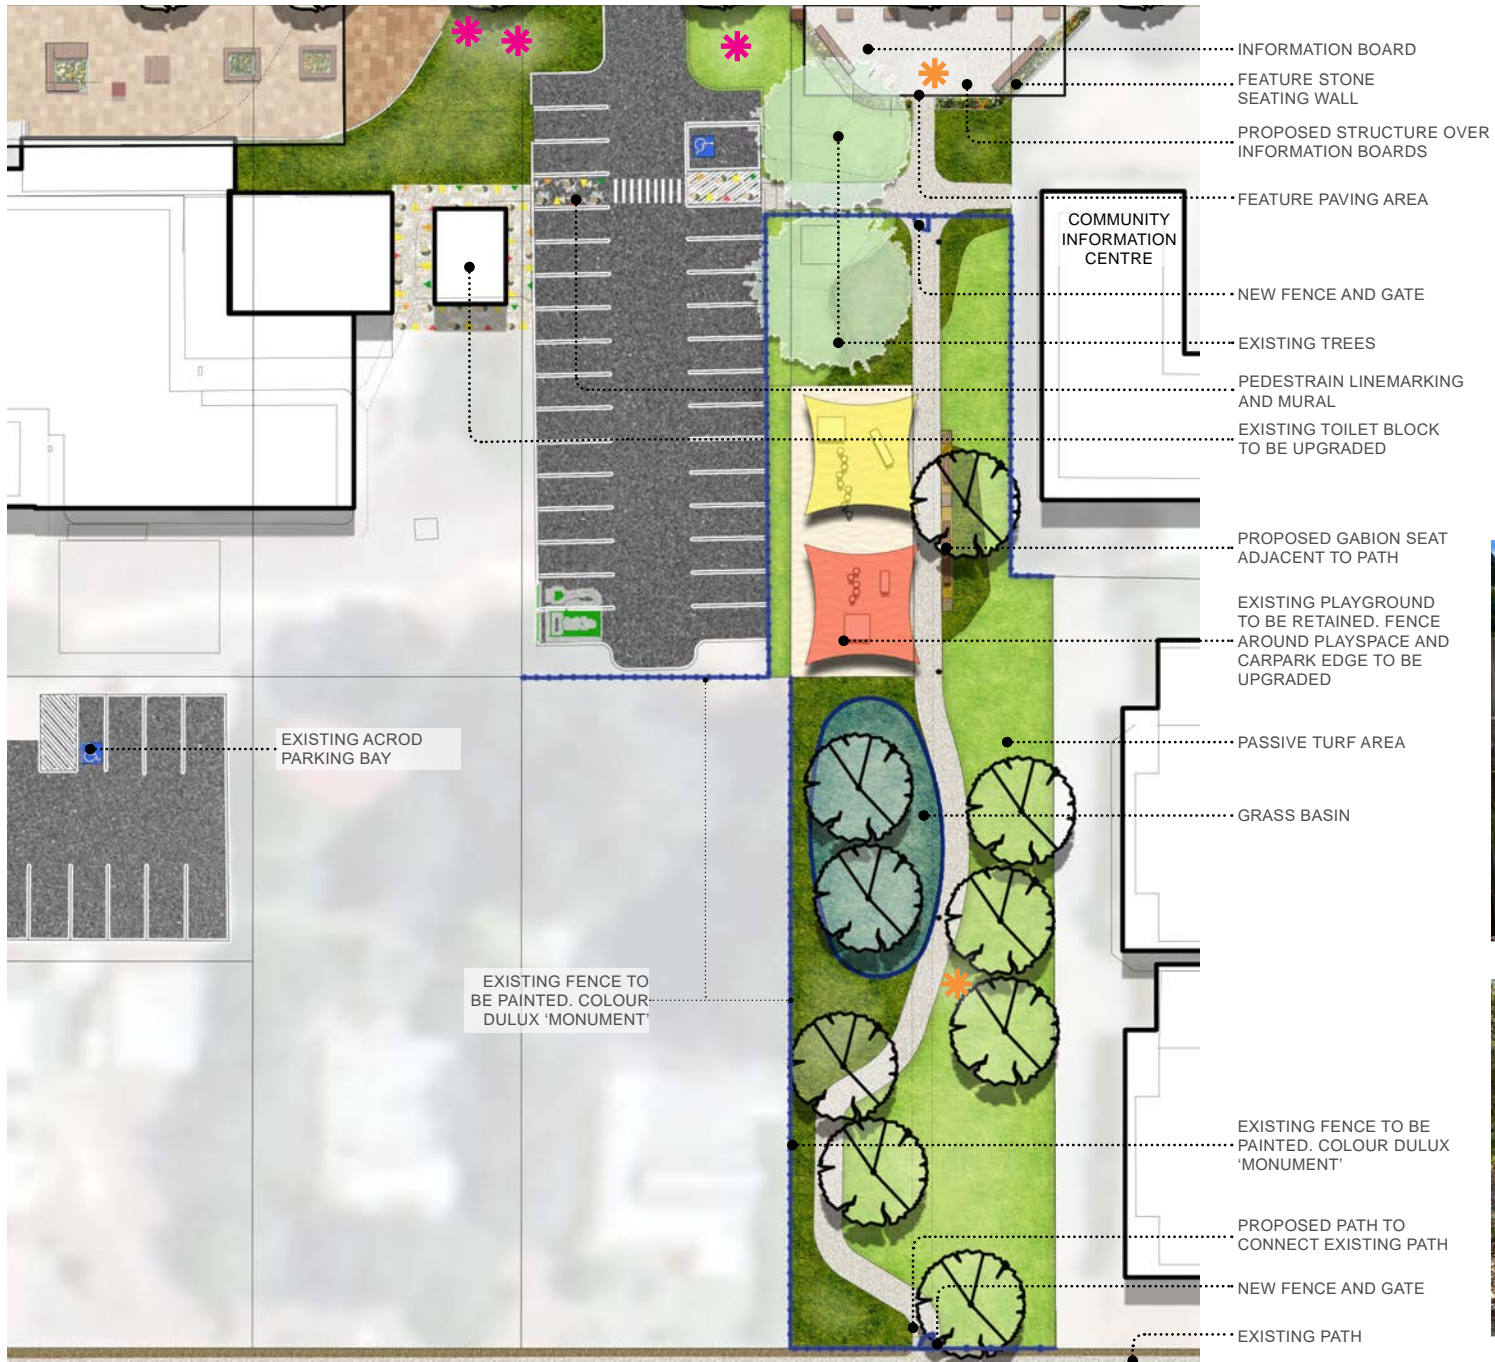 INFORMATION BOARD
FEATURE STONE
SEATING WALL
PROPOSED STRUCTURE OVER
INFORMATION BOARDS
FEATURE PAVING AREA
COMMUNITY
INFORMATION
CENTRE
NEW FENCE AND GATE
EXISTING TREES
PEDESTRAIN LINEMARKING
AND MURAL
EXISTING TOILET BLOCK
TO BE UPGRADED
PROPOSED GABION SEAT
ADJACENT TO PATH
EXISTING PLAYGROUND
TO BE RETAINED. FENCE
AROUND PLAYSPACE AND
CARPARK EDGE TO BE
UPGRADED
EXISTING ACROD
PARKING BAY
PASSIVE TURF AREA
GRASS BASIN
EXISTING FENCE TO
BE PAINTED. COLOUR
DULUX ‘MONUMENT’
EXISTING FENCE TO BE
PAINTED. COLOUR DULUX
‘MONUMENT’
PROPOSED PATH TO
CONNECT EXISTING PATH
NEW FENCE AND GATE
EXISTING PATH